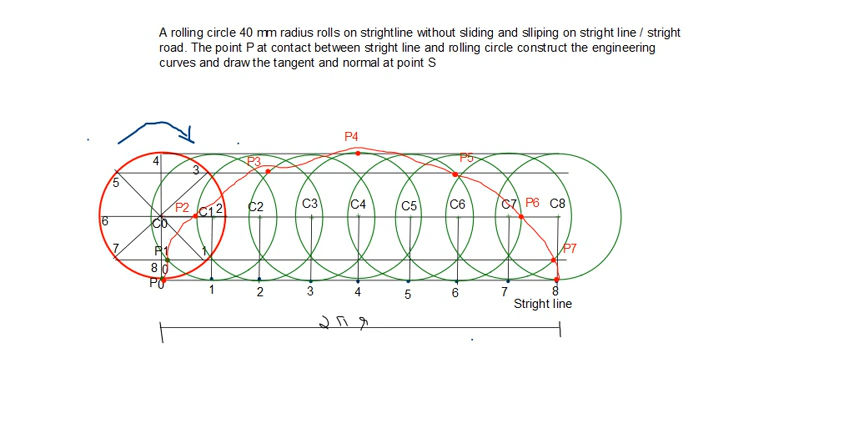 A rolling circle 40 mm radius rolls on strightline without sliding and slliping on stright line / stright
road. The point P at contact between stright line and rolling circle construct the engineering
curves and draw the tangent and normal at point S
P4
4
3
P3
P5
5
6
P2
C1
2
C2
C3
C4
C5
C6
C7
P6
C8
C0
7
P1
1
P7
8
0
P0
1
2
3
4
5
6
7
8
Stright line
2πr